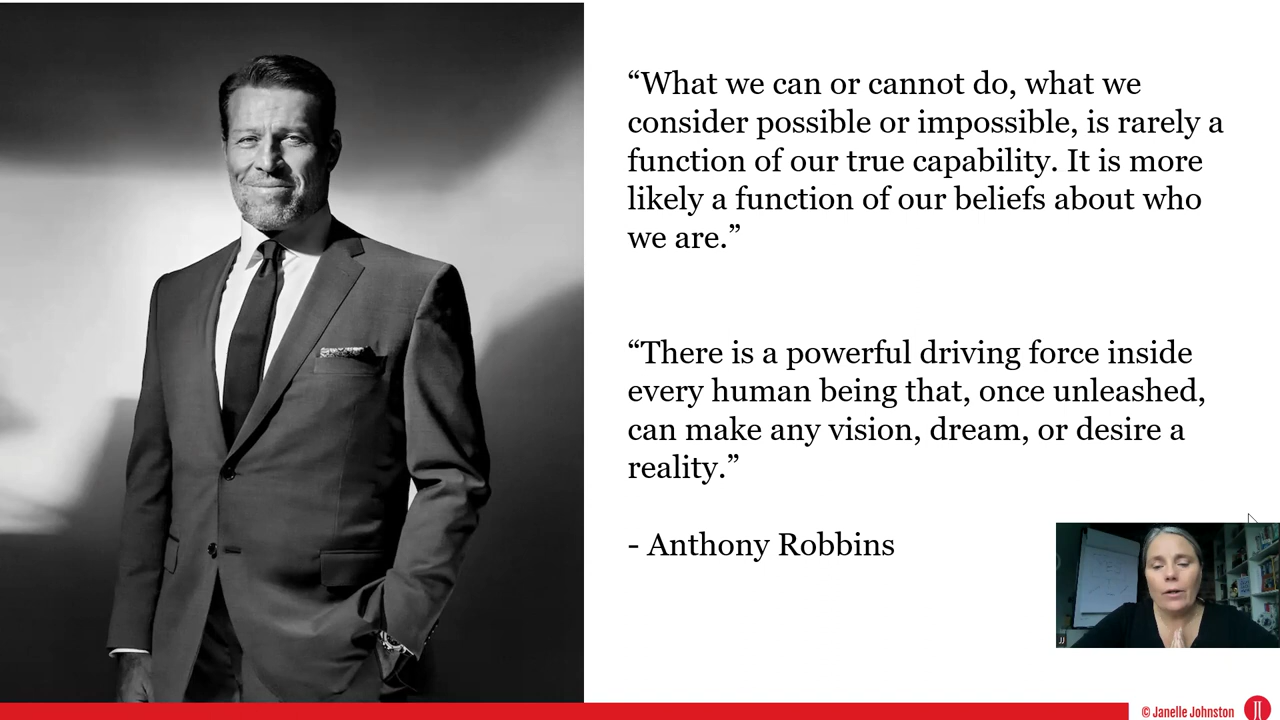 “What we can or cannot do, what we
consider possible or impossible, is rarely a
function of our true capability. It is more
likely a function of our beliefs about who
we are.”
“There is a powerful driving force inside
every human being that, once unleashed,
can make any vision, dream, or desire a
reality.”
- Anthony Robbins
JJ
© Janelle Johnston
JJ